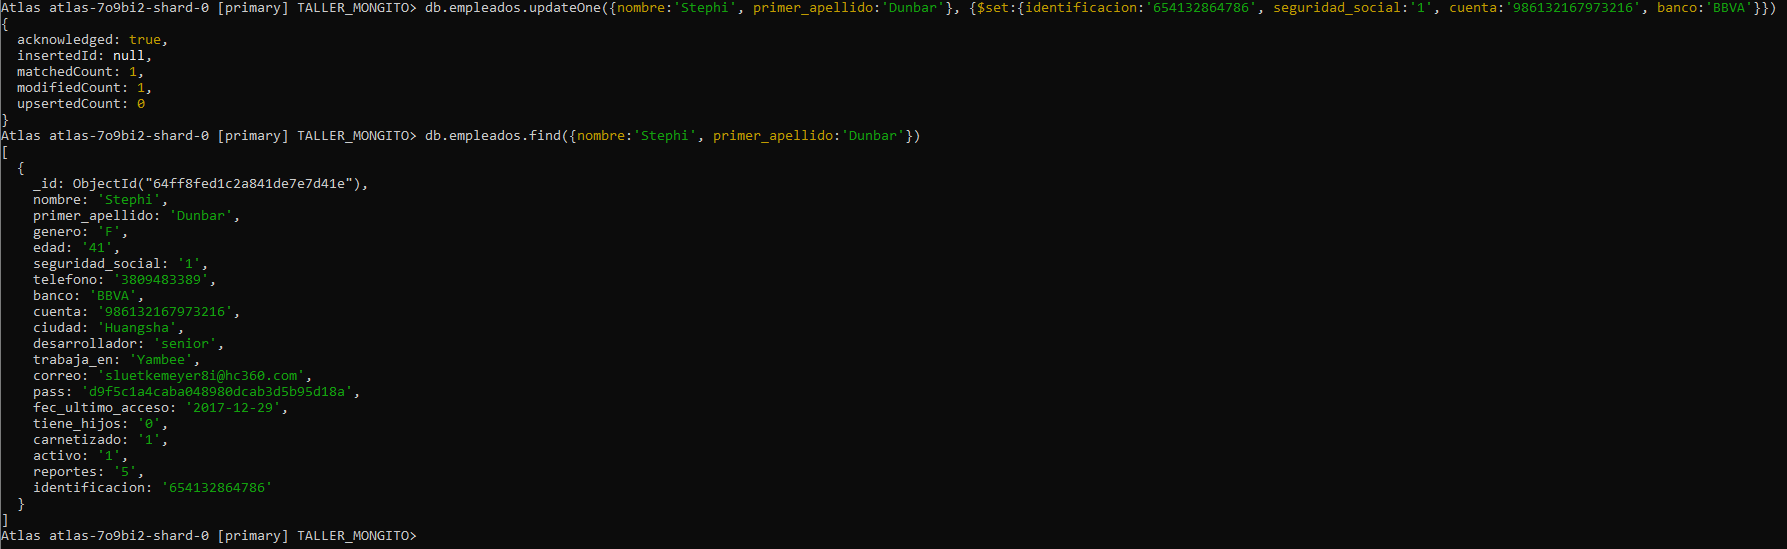 Atlas atlas-7o9bi2-shard-0 [primary] TALLER_MONGITO> db.empleados.updateOne({nombre:'Stephi', primer_apellido:'Dunbar'}, {$set:{identificacion:'654132864786', seguridad_social:'1', cuenta:'986132167973216', banco:'BBVA'}})
{
  acknowledged: true,
  insertedId: null,
  matchedCount: 1,
  modifiedCount: 1,
  upsertedCount: 0
}
Atlas atlas-7o9bi2-shard-0 [primary] TALLER_MONGITO> db.empleados.find({nombre:'Stephi', primer_apellido:'Dunbar'})
[
  {
    _id: ObjectId("64ff8fed1c2a841de7e7d41e"),
    nombre: 'Stephi',
    primer_apellido: 'Dunbar',
    genero: 'F',
    edad: '41',
    seguridad_social: '1',
    telefono: '3809483389',
    banco: 'BBVA',
    cuenta: '986132167973216',
    ciudad: 'Huangsha',
    desarrollador: 'senior',
    trabaja_en: 'Yambee',
    correo: 'sluetkemeyer8i@hc360.com',
    pass: 'd9f5c1a4caba048980dcab3d5b95d18a',
    fec_ultimo_acceso: '2017-12-29',
    tiene_hijos: '0',
    carnetizado: '1',
    activo: '1',
    reportes: '5',
    identificacion: '654132864786'
  }
]
Atlas atlas-7o9bi2-shard-0 [primary] TALLER_MONGITO>